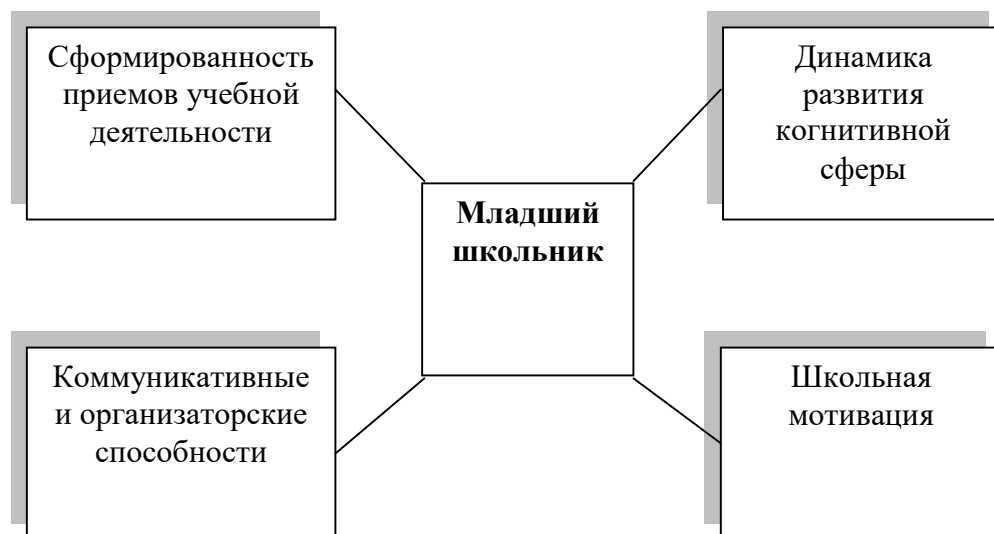 Сформированность
приемов учебной
деятельности
Динамика
развития
когнитивной
сферы
Младший
школьник
Коммуникативные
и организаторские
способности
Школьная
мотивация